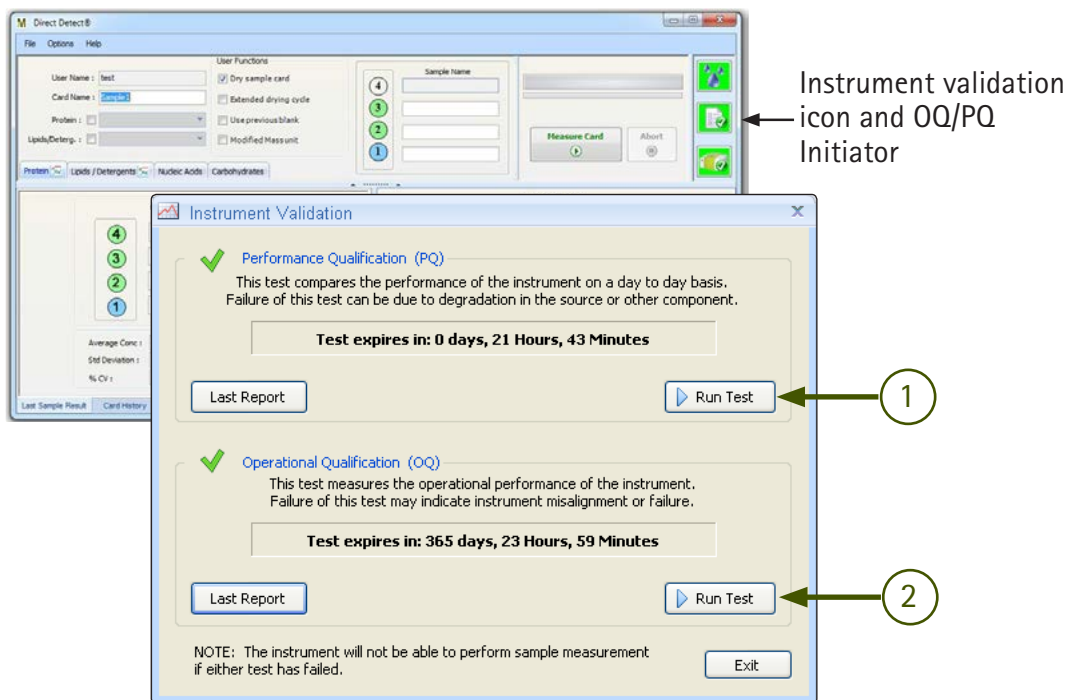 Direct Detect®
File Options Help
User Name : test
Card Name : Sample1
Protein :
Lipids/Deterg. :
User Functions
Dry sample card
Extended drying cycle
Use previous blank
Modified Mass unit
Sample Name
4
3
2
1
Measure Card
Abort
Instrument validation
icon and OQ/PQ
Initiator
Protein Lipids / Detergents Nucleic Acids Carbohydrates
4
3
2
1
Average Conc :
Std Deviation :
% CV :
Last Sample Result Card History
Instrument Validation
Performance Qualification (PQ)
This test compares the performance of the instrument on a day to day basis.
Failure of this test can be due to degradation in the source or other component.
Test expires in: 0 days, 21 Hours, 43 Minutes
Last Report Run Test 1
Operational Qualification (OQ)
This test measures the operational performance of the instrument.
Failure of this test may indicate instrument misalignment or failure.
Test expires in: 365 days, 23 Hours, 59 Minutes
Last Report Run Test 2
NOTE: The instrument will not be able to perform sample measurement
if either test has failed.
Exit